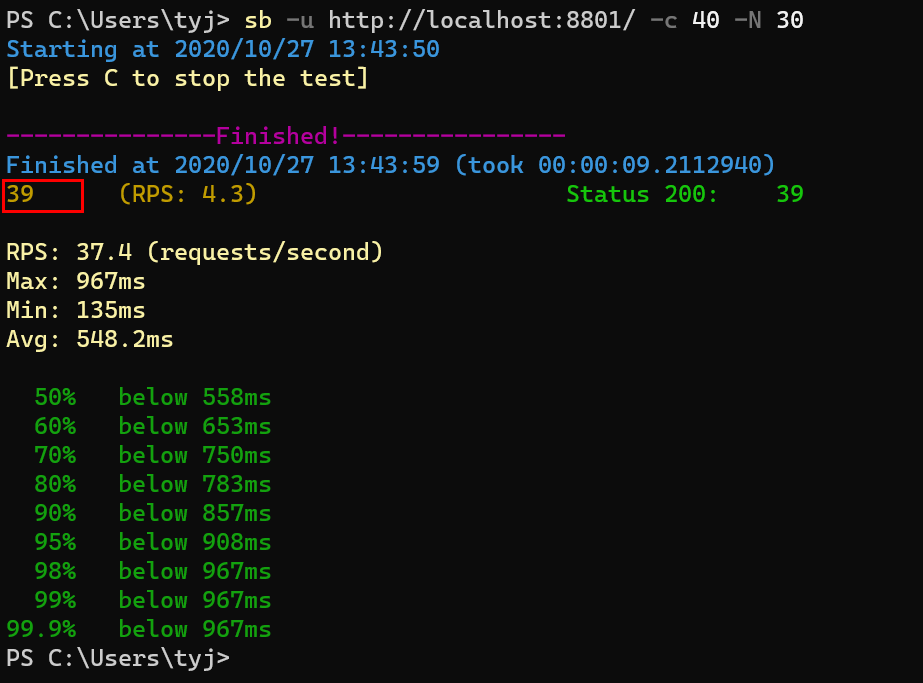 PS C:\Users\tyj> sb -u http://localhost:8801/ -c 40 -N 30
Starting at 2020/10/27 13:43:50
[Press C to stop the test]
---------------Finished!----------------
Finished at 2020/10/27 13:43:59 (took 00:00:09.2112940)
39 (RPS: 4.3) Status 200: 39
RPS: 37.4 (requests/second)
Max: 967ms
Min: 135ms
Avg: 548.2ms
50% below 558ms
60% below 653ms
70% below 750ms
80% below 783ms
90% below 857ms
95% below 908ms
98% below 967ms
99% below 967ms
99.9% below 967ms
PS C:\Users\tyj>